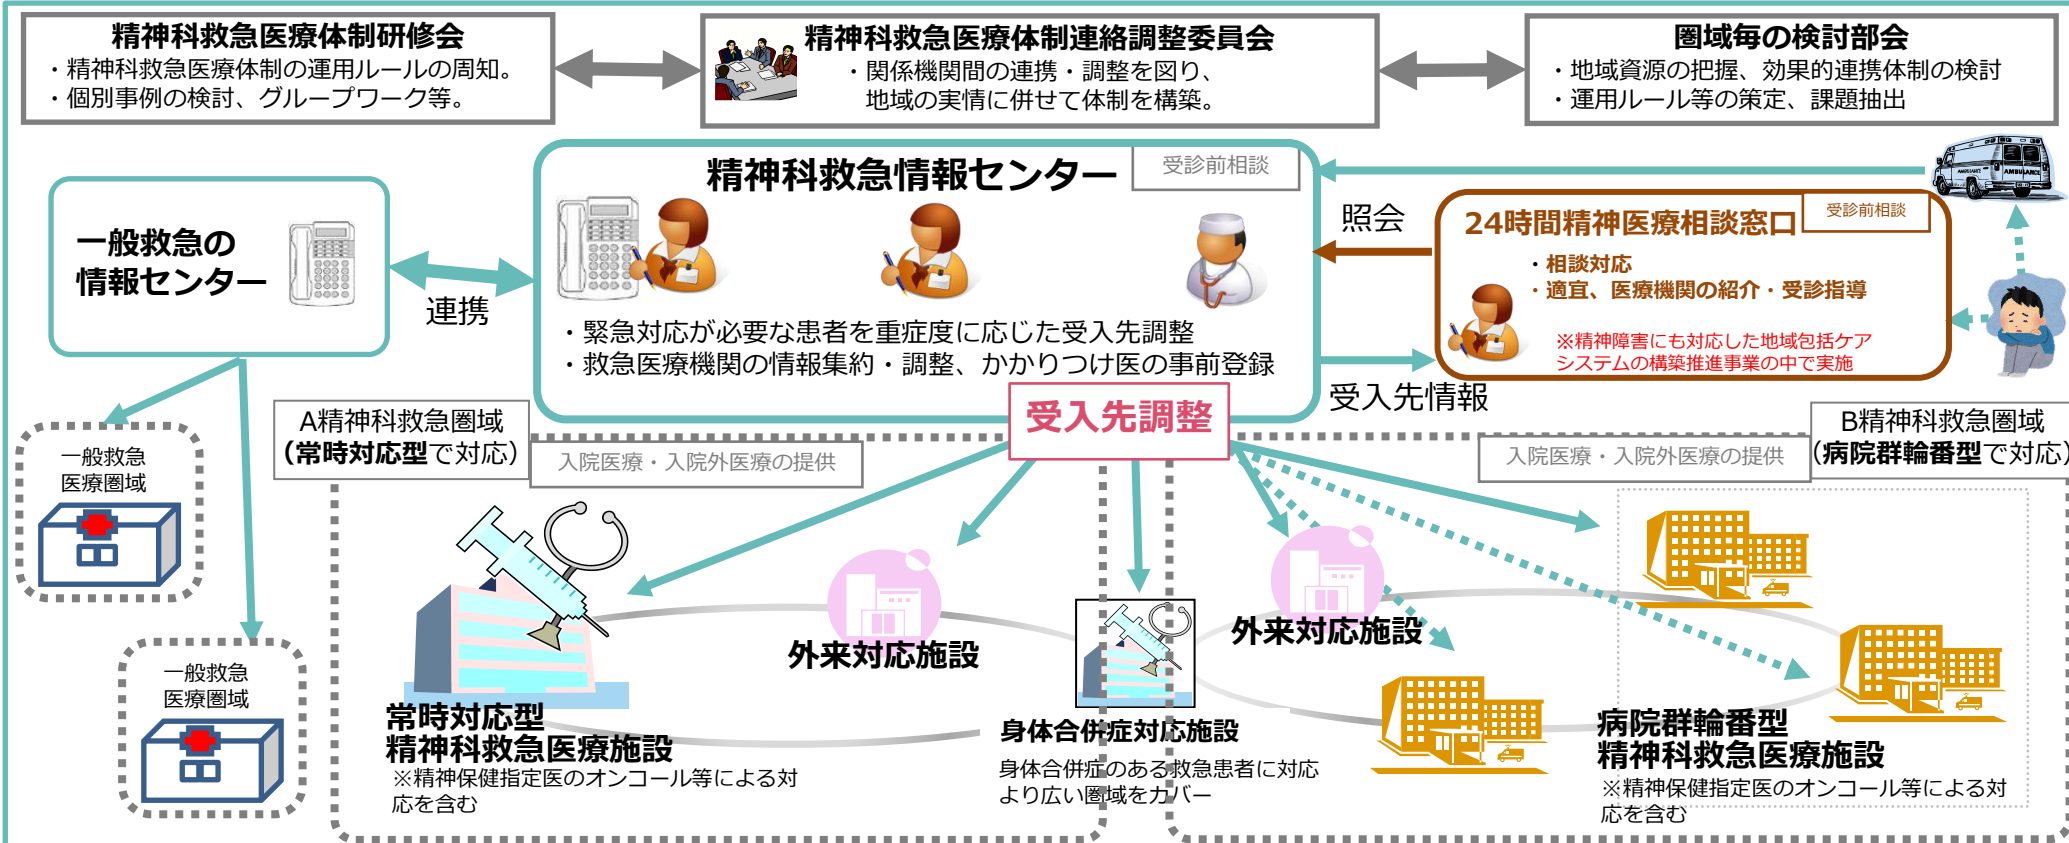 精神科救急医療体制研修会
・精神科救急医療体制の運用ルールの周知。
・個別事例の検討、グループワーク等。
精神科救急医療体制連絡調整委員会
・関係機関間の連携・調整を図り、
地域の実情に併せて体制を構築。
圏域毎の検討部会
・地域資源の把握、効果的連携体制の検討
・運用ルール等の策定、課題抽出
精神科救急情報センター
受診前相談
・緊急対応が必要な患者を重症度に応じた受入先調整
・救急医療機関の情報集約・調整、かかりつけ医の事前登録
一般救急の
情報センター
連携
照会
受入先情報
AMBULANCE
AMBULANCE
24時間精神医療相談窓口
受診前相談
・相談対応
・適宜、医療機関の紹介・受診指導
※精神障害にも対応した地域包括ケア
システムの構築推進事業の中で実施
受入先調整
A精神科救急圏域
(常時対応型で対応)
入院医療・入院外医療の提供
B精神科救急圏域
(病院群輪番型で対応)
入院医療・入院外医療の提供
一般救急
医療圏域
一般救急
医療圏域
外来対応施設
外来対応施設
常時対応型
精神科救急医療施設
※精神保健指定医のオンコール等による対
応を含む
身体合併症対応施設
身体合併症のある救急患者に対応
より広い圏域をカバー
病院群輪番型
精神科救急医療施設
※精神保健指定医のオンコール等による対
応を含む